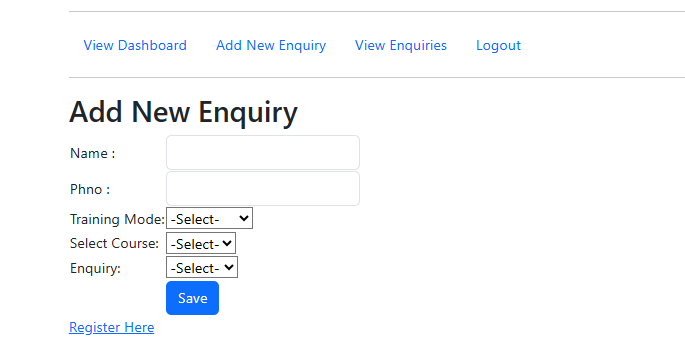 View Dashboard Add New Enquiry View Enquiries Logout
Add New Enquiry
Name :
Phno :
Training Mode: -Select-
Select Course: -Select-
Enquiry: -Select-
Save
Register Here